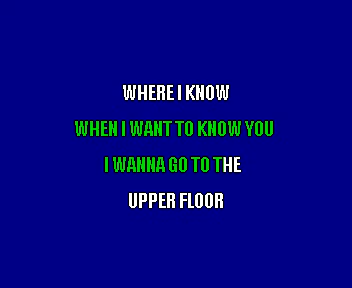 WHERE I KNOW
WHEN I WANT TO KNOW YOU
I WANNA GO TO THE
UPPER FLOOR